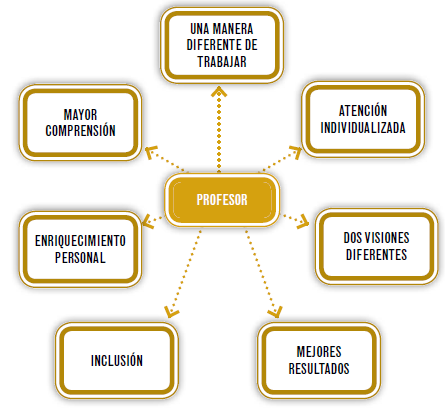 UNA MANERA
DIFERENTE DE
TRABAJAR
MAYOR
COMPRENSIÓN
ATENCIÓN
INDIVIDUALIZADA
PROFESOR
ENRIQUECIMIENTO
PERSONAL
DOS VISIONES
DIFERENTES
INCLUSIÓN
MEJORES
RESULTADOS